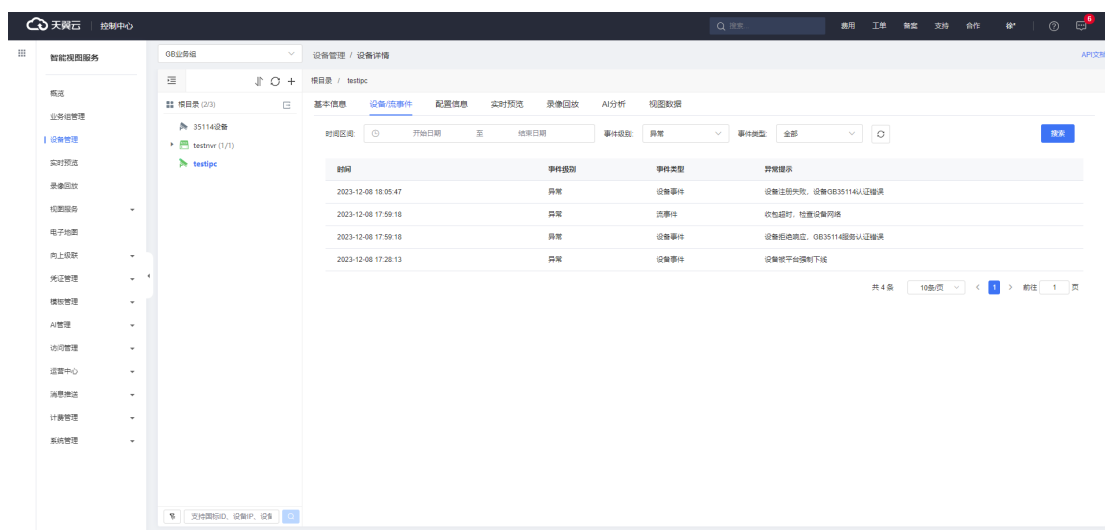 天翼云 控制中心 搜索... 费用 工单 备案 支持 合作 徐* 6
智能视图服务 GB业务组 设备管理 / 设备详情 API文档
根目录 / testipc
概览
业务组管理
设备管理
实时预览
录像回放
视图服务
电子地图
向上级联
凭证管理
模板管理
AI管理
访问管理
运营中心
消息推送
计费管理
系统管理
根目录 (2/3)
35114设备
testnvr (1/1)
testipc
支持国标ID、设备IP、设备
基本信息 设备/流事件 配置信息 实时预览 录像回放 AI分析 视图数据
时间区间: 开始日期 至 结束日期 事件级别: 异常 事件类型: 全部 搜索
时间 事件级别 事件类型 异常提示
2023-12-08 18:05:47 异常 设备事件 设备注册失败，设备GB35114认证错误
2023-12-08 17:59:18 异常 流事件 收包超时，检查设备网络
2023-12-08 17:59:18 异常 设备事件 设备拒绝响应，GB35114服务认证错误
2023-12-08 17:28:13 异常 设备事件 设备被平台强制下线
共 4 条 10条/页 1 前往 1 页